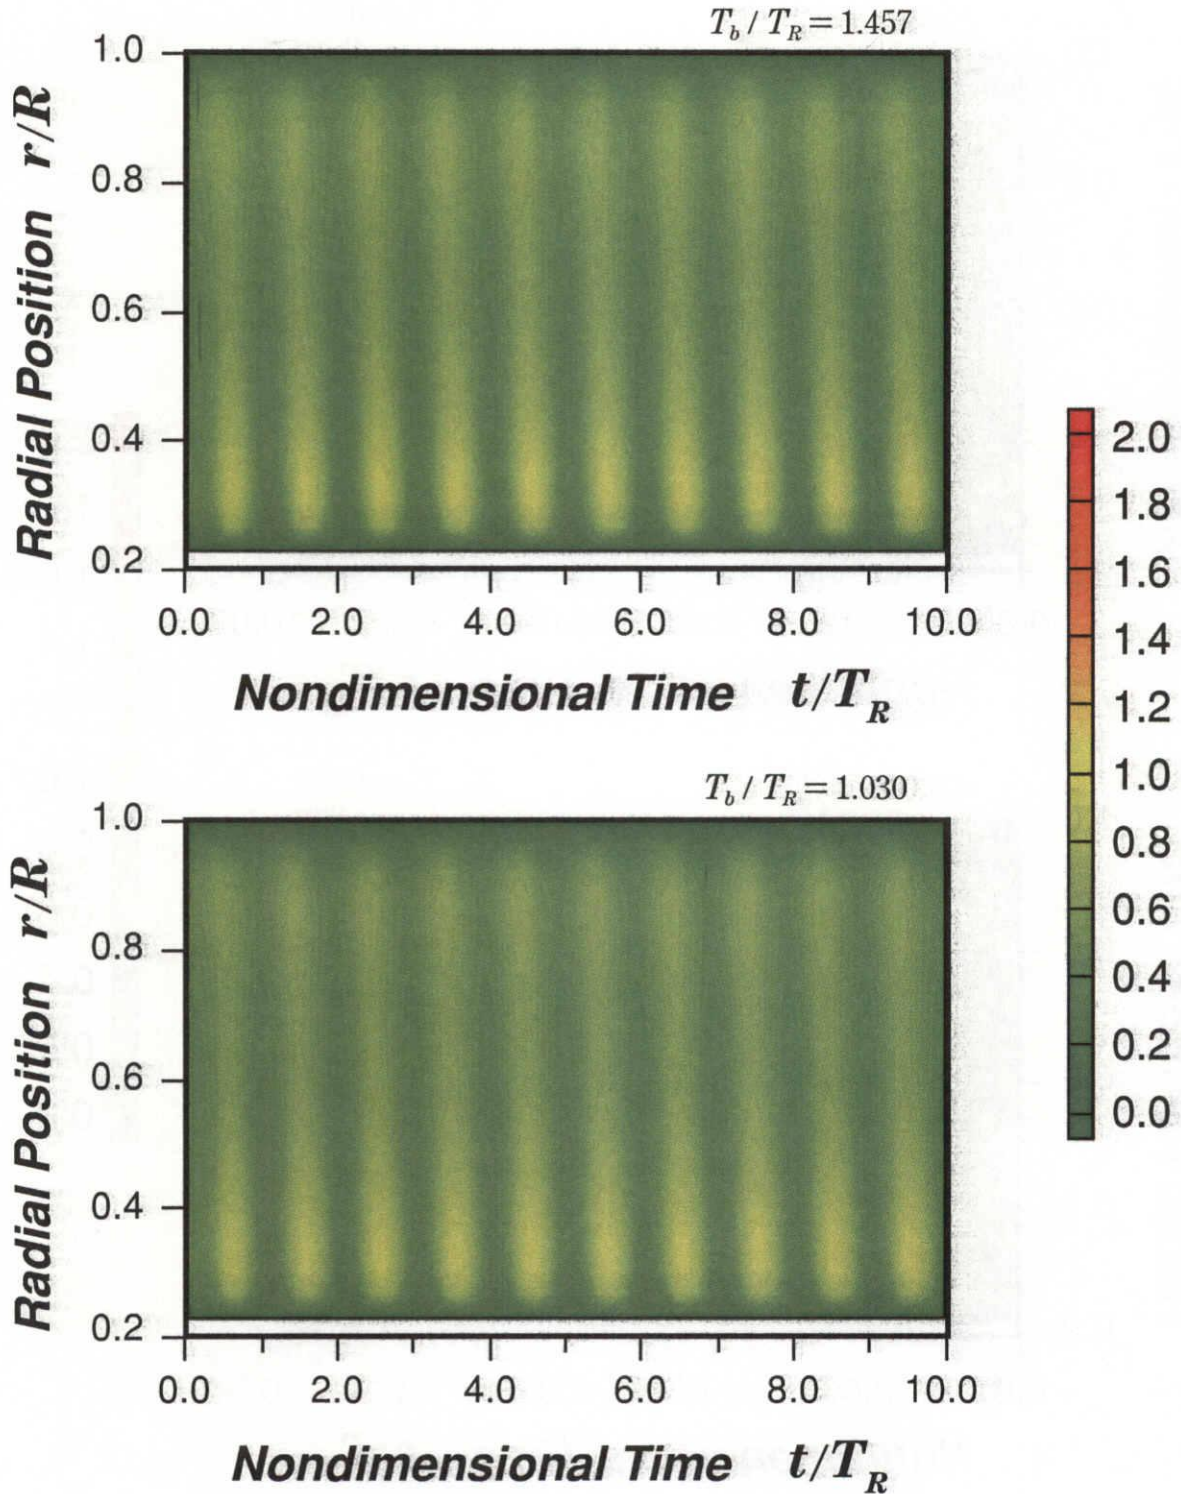 T_b / T_R = 1.457
1.0
0.8
0.6
0.4
0.2
Radial Position r/R
0.0 2.0 4.0 6.0 8.0 10.0
Nondimensional Time t/T_R
2.0
1.8
1.6
1.4
1.2
1.0
0.8
0.6
0.4
0.2
0.0
T_b / T_R = 1.030
1.0
0.8
0.6
0.4
0.2
Radial Position r/R
0.0 2.0 4.0 6.0 8.0 10.0
Nondimensional Time t/T_R